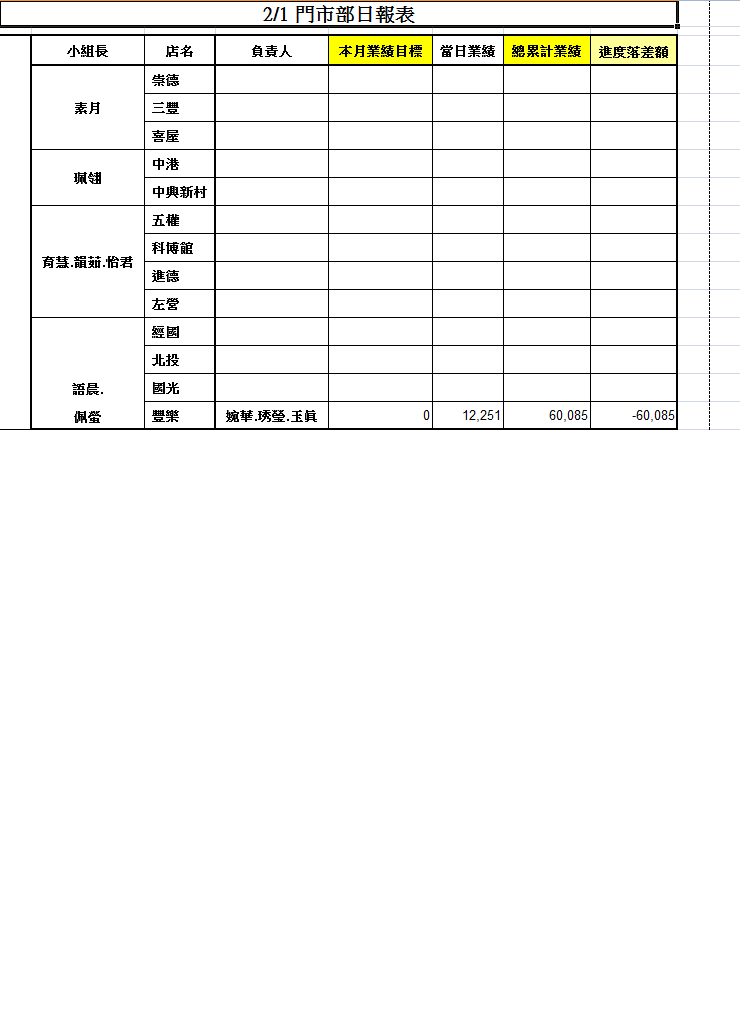 2/1 門市部日報表
小組長 店名 負責人 本月業績目標 當日業績 總累計業績 進度落差額
素月 崇德
三豐
喜屋
珮翎 中港
中興新村
育慧.韻茹.怡君 五權
科博館
進德
左營
語晨. 佩螢 經國
北投
國光
豐樂 婉華.琇瑩.玉眞 0 12,251 60,085 -60,085